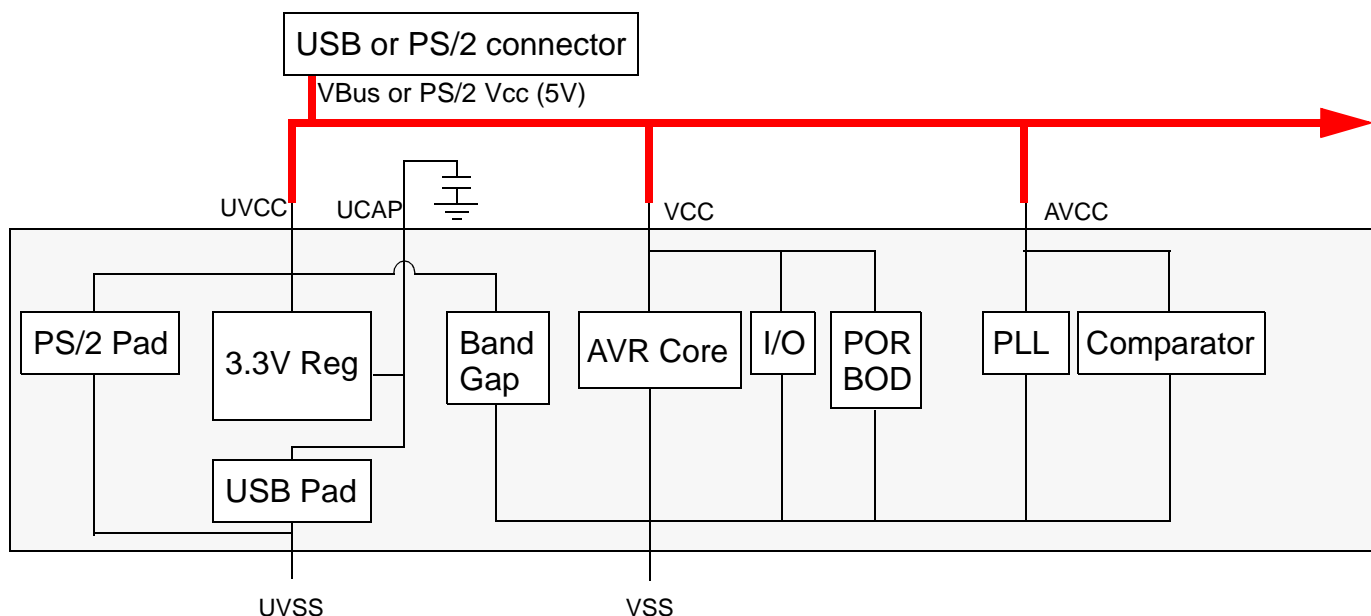 USB or PS/2 connector
VBus or PS/2 Vcc (5V)
UVCC
UCAP
VCC
AVCC
PS/2 Pad
3.3V Reg
Band
Gap
AVR Core
I/O
POR
BOD
PLL
Comparator
USB Pad
UVSS
VSS